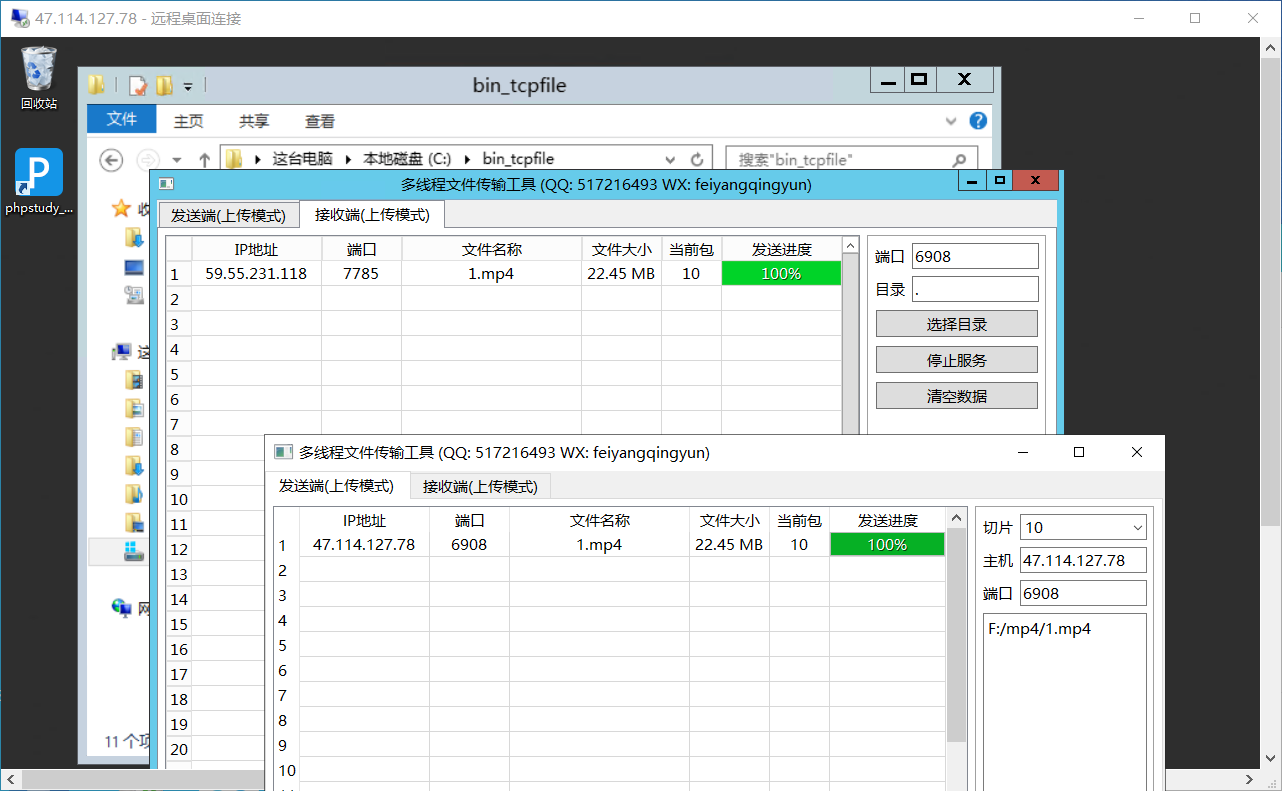 47.114.127.78 - 远程桌面连接
回收站
phpstudy_...
bin_tcpfile
文件 主页 共享 查看
这台电脑 本地磁盘 (C:) bin_tcpfile
搜索"bin_tcpfile"
多线程文件传输工具 (QQ: 517216493 WX: feiyangqingyun)
发送端(上传模式) 接收端(上传模式)
IP地址 端口 文件名称 文件大小 当前包 发送进度
1 59.55.231.118 7785 1.mp4 22.45 MB 10 100%
2
3
4
5
6
7
8
9
10
11
12
13
14
15
16
17
18
19
20
端口 6908
目录 .
选择目录
停止服务
清空数据
11 个项
多线程文件传输工具 (QQ: 517216493 WX: feiyangqingyun)
发送端(上传模式) 接收端(上传模式)
IP地址 端口 文件名称 文件大小 当前包 发送进度
1 47.114.127.78 6908 1.mp4 22.45 MB 10 100%
2
3
4
5
6
7
8
9
10
切片 10
主机 47.114.127.78
端口 6908
F:/mp4/1.mp4